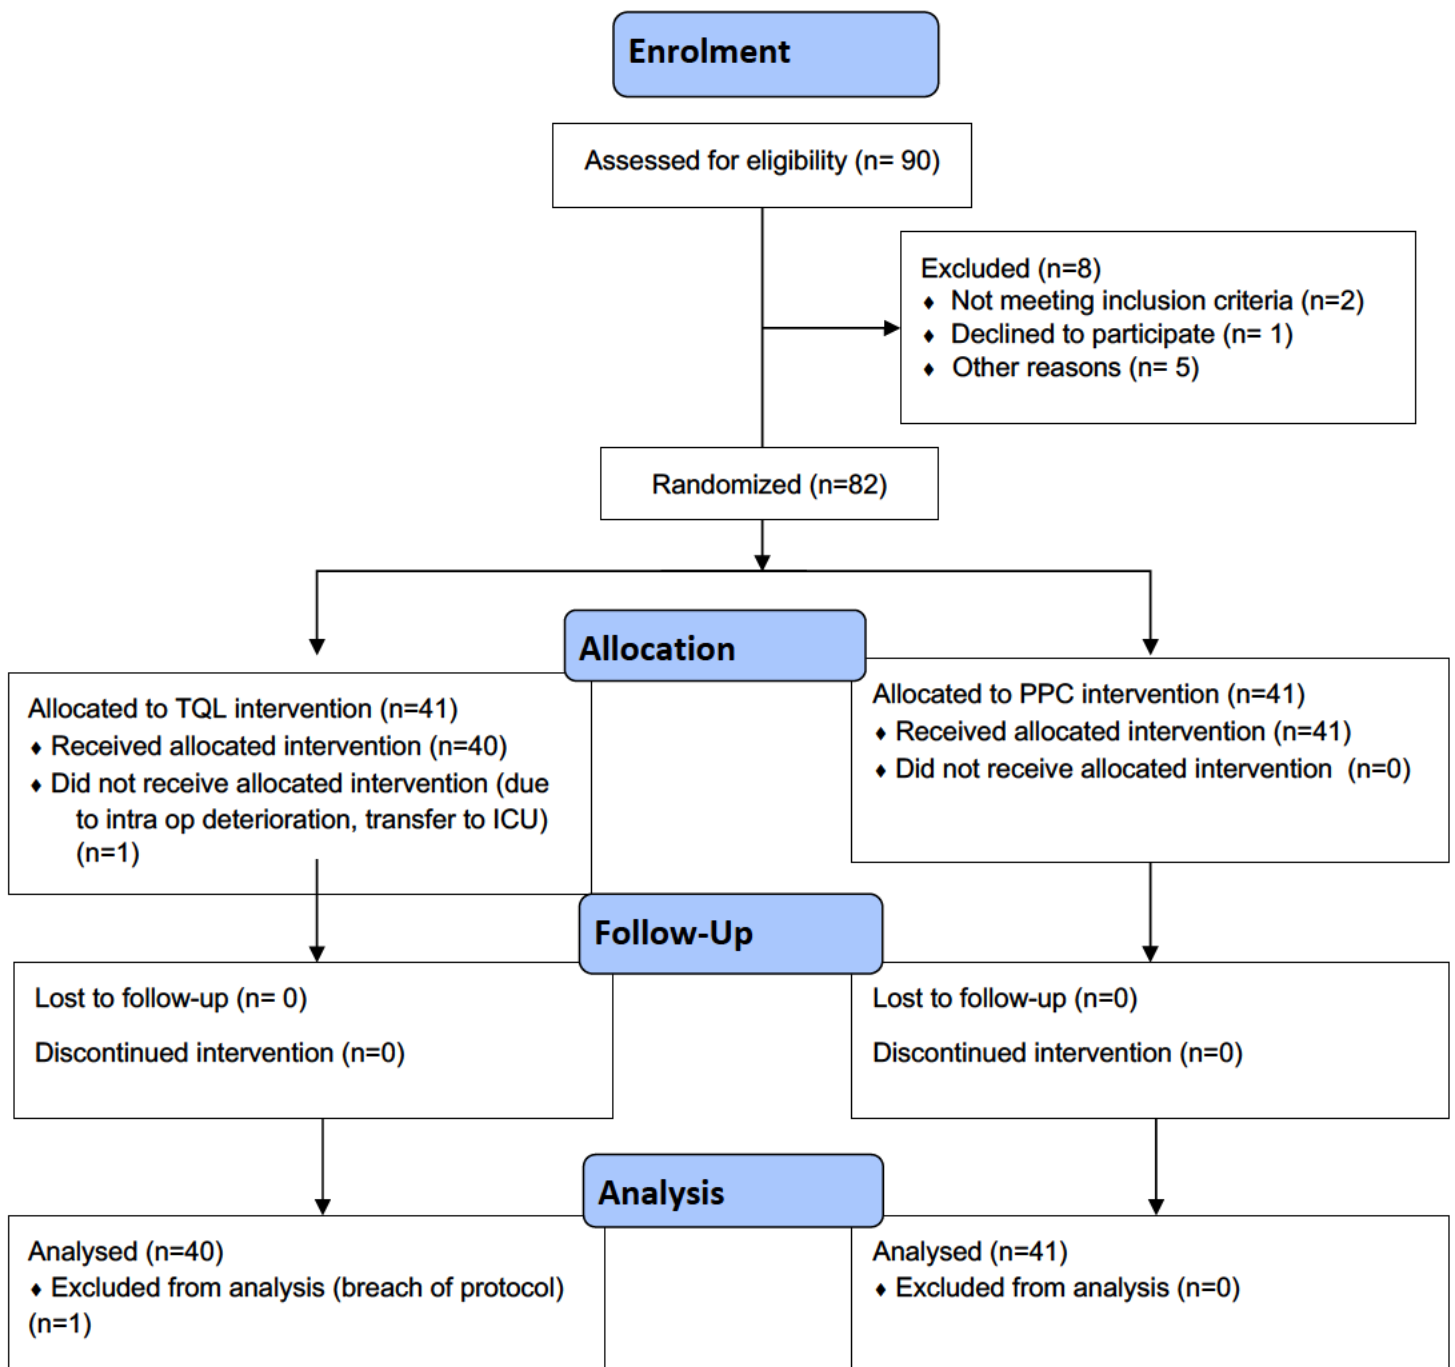 Enrolment
Assessed for eligibility (n= 90)
Excluded (n=8)
♦ Not meeting inclusion criteria (n=2)
♦ Declined to participate (n= 1)
♦ Other reasons (n= 5)
Randomized (n=82)
Allocation
Allocated to TQL intervention (n=41)
♦ Received allocated intervention (n=40)
♦ Did not receive allocated intervention (due
to intra op deterioration, transfer to ICU)
(n=1)
Allocated to PPC intervention (n=41)
♦ Received allocated intervention (n=41)
♦ Did not receive allocated intervention (n=0)
Follow-Up
Lost to follow-up (n= 0)
Discontinued intervention (n=0)
Lost to follow-up (n=0)
Discontinued intervention (n=0)
Analysis
Analysed (n=40)
♦ Excluded from analysis (breach of protocol)
(n=1)
Analysed (n=41)
♦ Excluded from analysis (n=0)